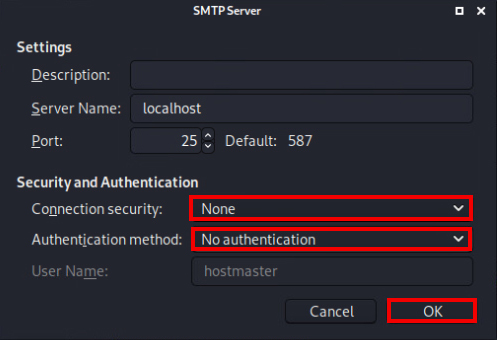 SMTP Server
Settings
Description:
Server Name: localhost
Port: 25 Default: 587
Security and Authentication
Connection security: None
Authentication method: No authentication
User Name: hostmaster
Cancel OK